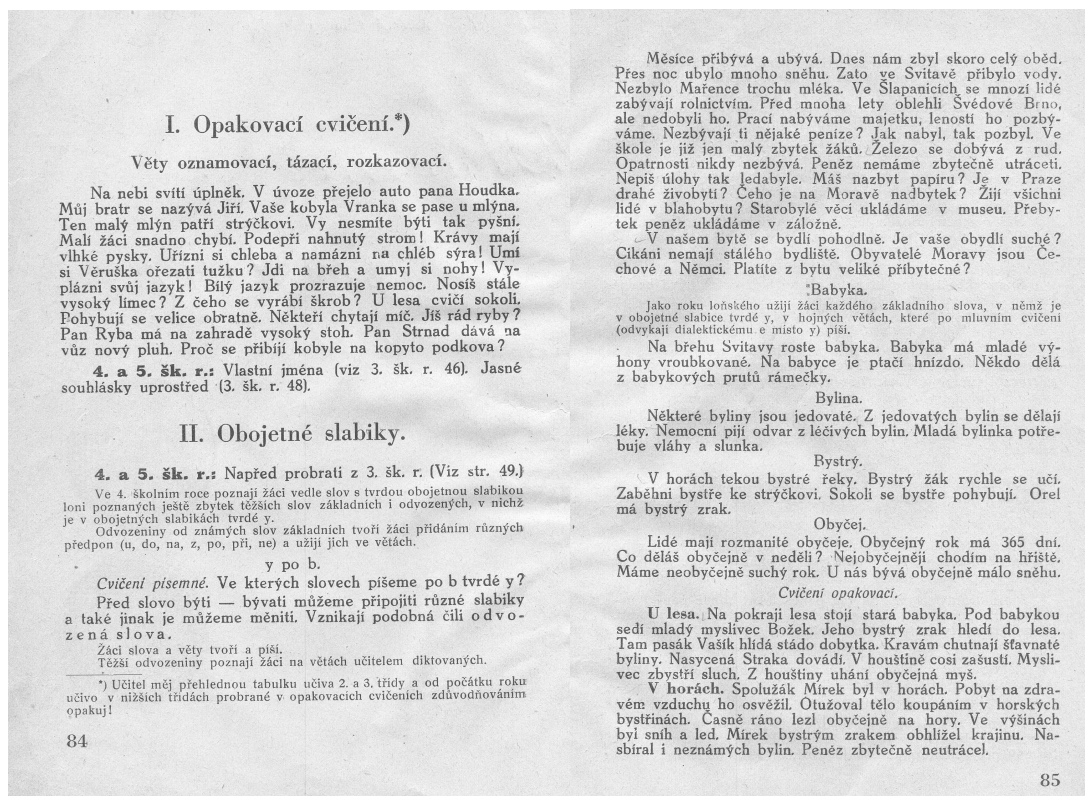 I. Opakovací cvičení.*)
Věty oznamovací, tázací, rozkazovací.
Na nebi svítí úplněk. V úvoze přejelo auto pana Houdka.
Můj bratr se nazývá Jiří. Vaše kobyla Vranka se pase u mlýna.
Ten malý mlýn patří strýčkovi. Vy nesmíte býti tak pyšní.
Malí žáci snadno chybí. Podepři nahnutý strom! Krávy mají
vlhké pysky. Uřízni si chleba a namázni na chléb sýra! Umí
si Věruška ořezati tužku? Jdi na břeh a umyj si nohy! Vy-
plázni svůj jazyk! Bílý jazyk prozrazuje nemoc. Nosíš stále
vysoký límec? Z čeho se vyrábí škrob? U lesa cvičí sokoli.
Pohybují se velice obratně. Někteří chytají míč. Jíš rád ryby?
Pan Ryba má na zahradě vysoký stoh. Pan Strnad dává na
vůz nový pluh. Proč se přibíjí kobyle na kopyto podkova?
4. a 5. šk. r.: Vlastní jména (viz 3. šk. r. 46). Jasné
souhlásky uprostřed (3. šk. r. 48).
II. Obojetné slabiky.
4. a 5. šk. r.: Napřed probrati z 3. šk. r. (Viz str. 49.)
Ve 4. školním roce poznají žáci vedle slov s tvrdou obojetnou slabikou
loni poznaných ještě zbytek těžších slov základních i odvozených, v nichž
je v obojetných slabikách tvrdé y.
Odvozeniny od známých slov základních tvoří žáci přidáním různých
předpon (u, do, na, z, po, při, ne) a užijí jich ve větách.
y po b.
Cvičení písemné. Ve kterých slovech píšeme po b tvrdé y?
Před slovo býti — bývati můžeme připojiti různé slabiky
a také jinak je můžeme měniti. Vznikají podobná čili odvo-
zená slova.
Žáci slova a věty tvoří a píší.
Těžší odvozeniny poznají žáci na větách učitelem diktovaných.
*) Učitel měj přehlednou tabulku učiva 2. a 3. třídy a od počátku roku
učivo v nižších třídách probrané v opakovacích cvičeních zdůvodňováním
opakuj!
84
Měsíce přibývá a ubývá. Dnes nám zbyl skoro celý oběd.
Přes noc ubylo mnoho sněhu. Zato ve Svitavě přibylo vody.
Nezbylo Mařence trochu mléka. Ve Šlapanicích se mnozí lidé
zabývají rolnictvím. Před mnoha lety oblehli Švédové Brno,
ale nedobyli ho. Prací nabýváme majetku, leností ho pozbý-
váme. Nezbývají ti nějaké peníze? Jak nabyl, tak pozbyl. Ve
škole je již jen malý zbytek žáků. Železo se dobývá z rud.
Opatrnosti nikdy nezbývá. Peněz nemáme zbytečně utráceti.
Nepiš úlohy tak ledabyle. Máš nazbyt papíru? Je v Praze
drahé živobytí? Čeho je na Moravě nadbytek? Žijí všichni
lidé v blahobytu? Starobylé věci ukládáme v museu. Přeby-
tek peněz ukládáme v záložně.
V našem bytě se bydlí pohodlně. Je vaše obydlí suché?
Cikáni nemají stálého bydliště. Obyvatelé Moravy jsou Če-
chové a Němci. Platíte z bytu veliké příbytečné?
Babyka.
Jako roku loňského užijí žáci každého základního slova, v němž je
v obojetné slabice tvrdé y, v hojných větách, které po mluvním cvičení
(odvykají dialektickému e místo y) píší.
Na břehu Svitavy roste babyka. Babyka má mladé vý-
hony vroubkované. Na babyce je ptačí hnízdo. Někdo dělá
z babykových prutů rámečky.
Bylina.
Některé byliny jsou jedovaté. Z jedovatých bylin se dělají
léky. Nemocní pijí odvar z léčivých bylin. Mladá bylinka potře-
buje vláhy a slunka.
Bystrý.
V horách tekou bystré řeky. Bystrý žák rychle se učí.
Zaběhni bystře ke strýčkovi. Sokoli se bystře pohybují. Orel
má bystrý zrak.
Obyčej.
Lidé mají rozmanité obyčeje. Obyčejný rok má 365 dní.
Co děláš obyčejně v neděli? Nejobyčejněji chodím na hřiště.
Máme neobyčejně suchý rok. U nás bývá obyčejně málo sněhu.
Cvičení opakovací.
U lesa. Na pokraji lesa stojí stará babyka. Pod babykou
sedí mladý myslivec Božek. Jeho bystrý zrak hledí do lesa.
Tam pasák Vašík hlídá stádo dobytka. Kravám chutnají šťavnaté
byliny. Nasycená Straka dovádí. V houštině cosi zašustí. Mysli-
vec zbystří sluch. Z houštiny uhání obyčejná myš.
V horách. Spolužák Mirek byl v horách. Pobyt na zdra-
vém vzduchu ho osvěžil. Otužoval tělo koupáním v horských
bystřinách. Časně ráno lezl obyčejně na hory. Ve výšinách
byl sníh a led. Mirek bystrým zrakem obhlížel krajinu. Na-
sbíral i neznámých bylin. Peněz zbytečně neutrácel.
85